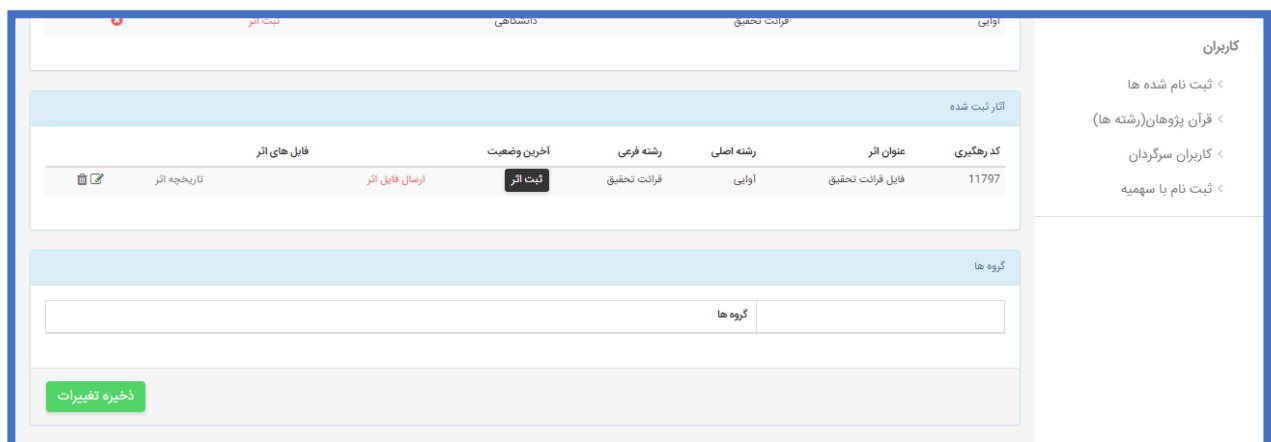 آوایی قرائت تحقیق دانشگاهی ثبت اثر
کاربران
ثبت نام شده ها
قرآن پژوهان(رشته ها)
کاربران سرگردان
ثبت نام با سهمیه
آثار ثبت شده
کد رهگیری عنوان اثر رشته اصلی رشته فرعی آخرین وضعیت فایل های اثر
11797 فایل قرائت تحقیق آوایی قرائت تحقیق ثبت اثر ارسال فایل اثر تاریخچه اثر
گروه ها
گروه ها
ذخیره تغییرات